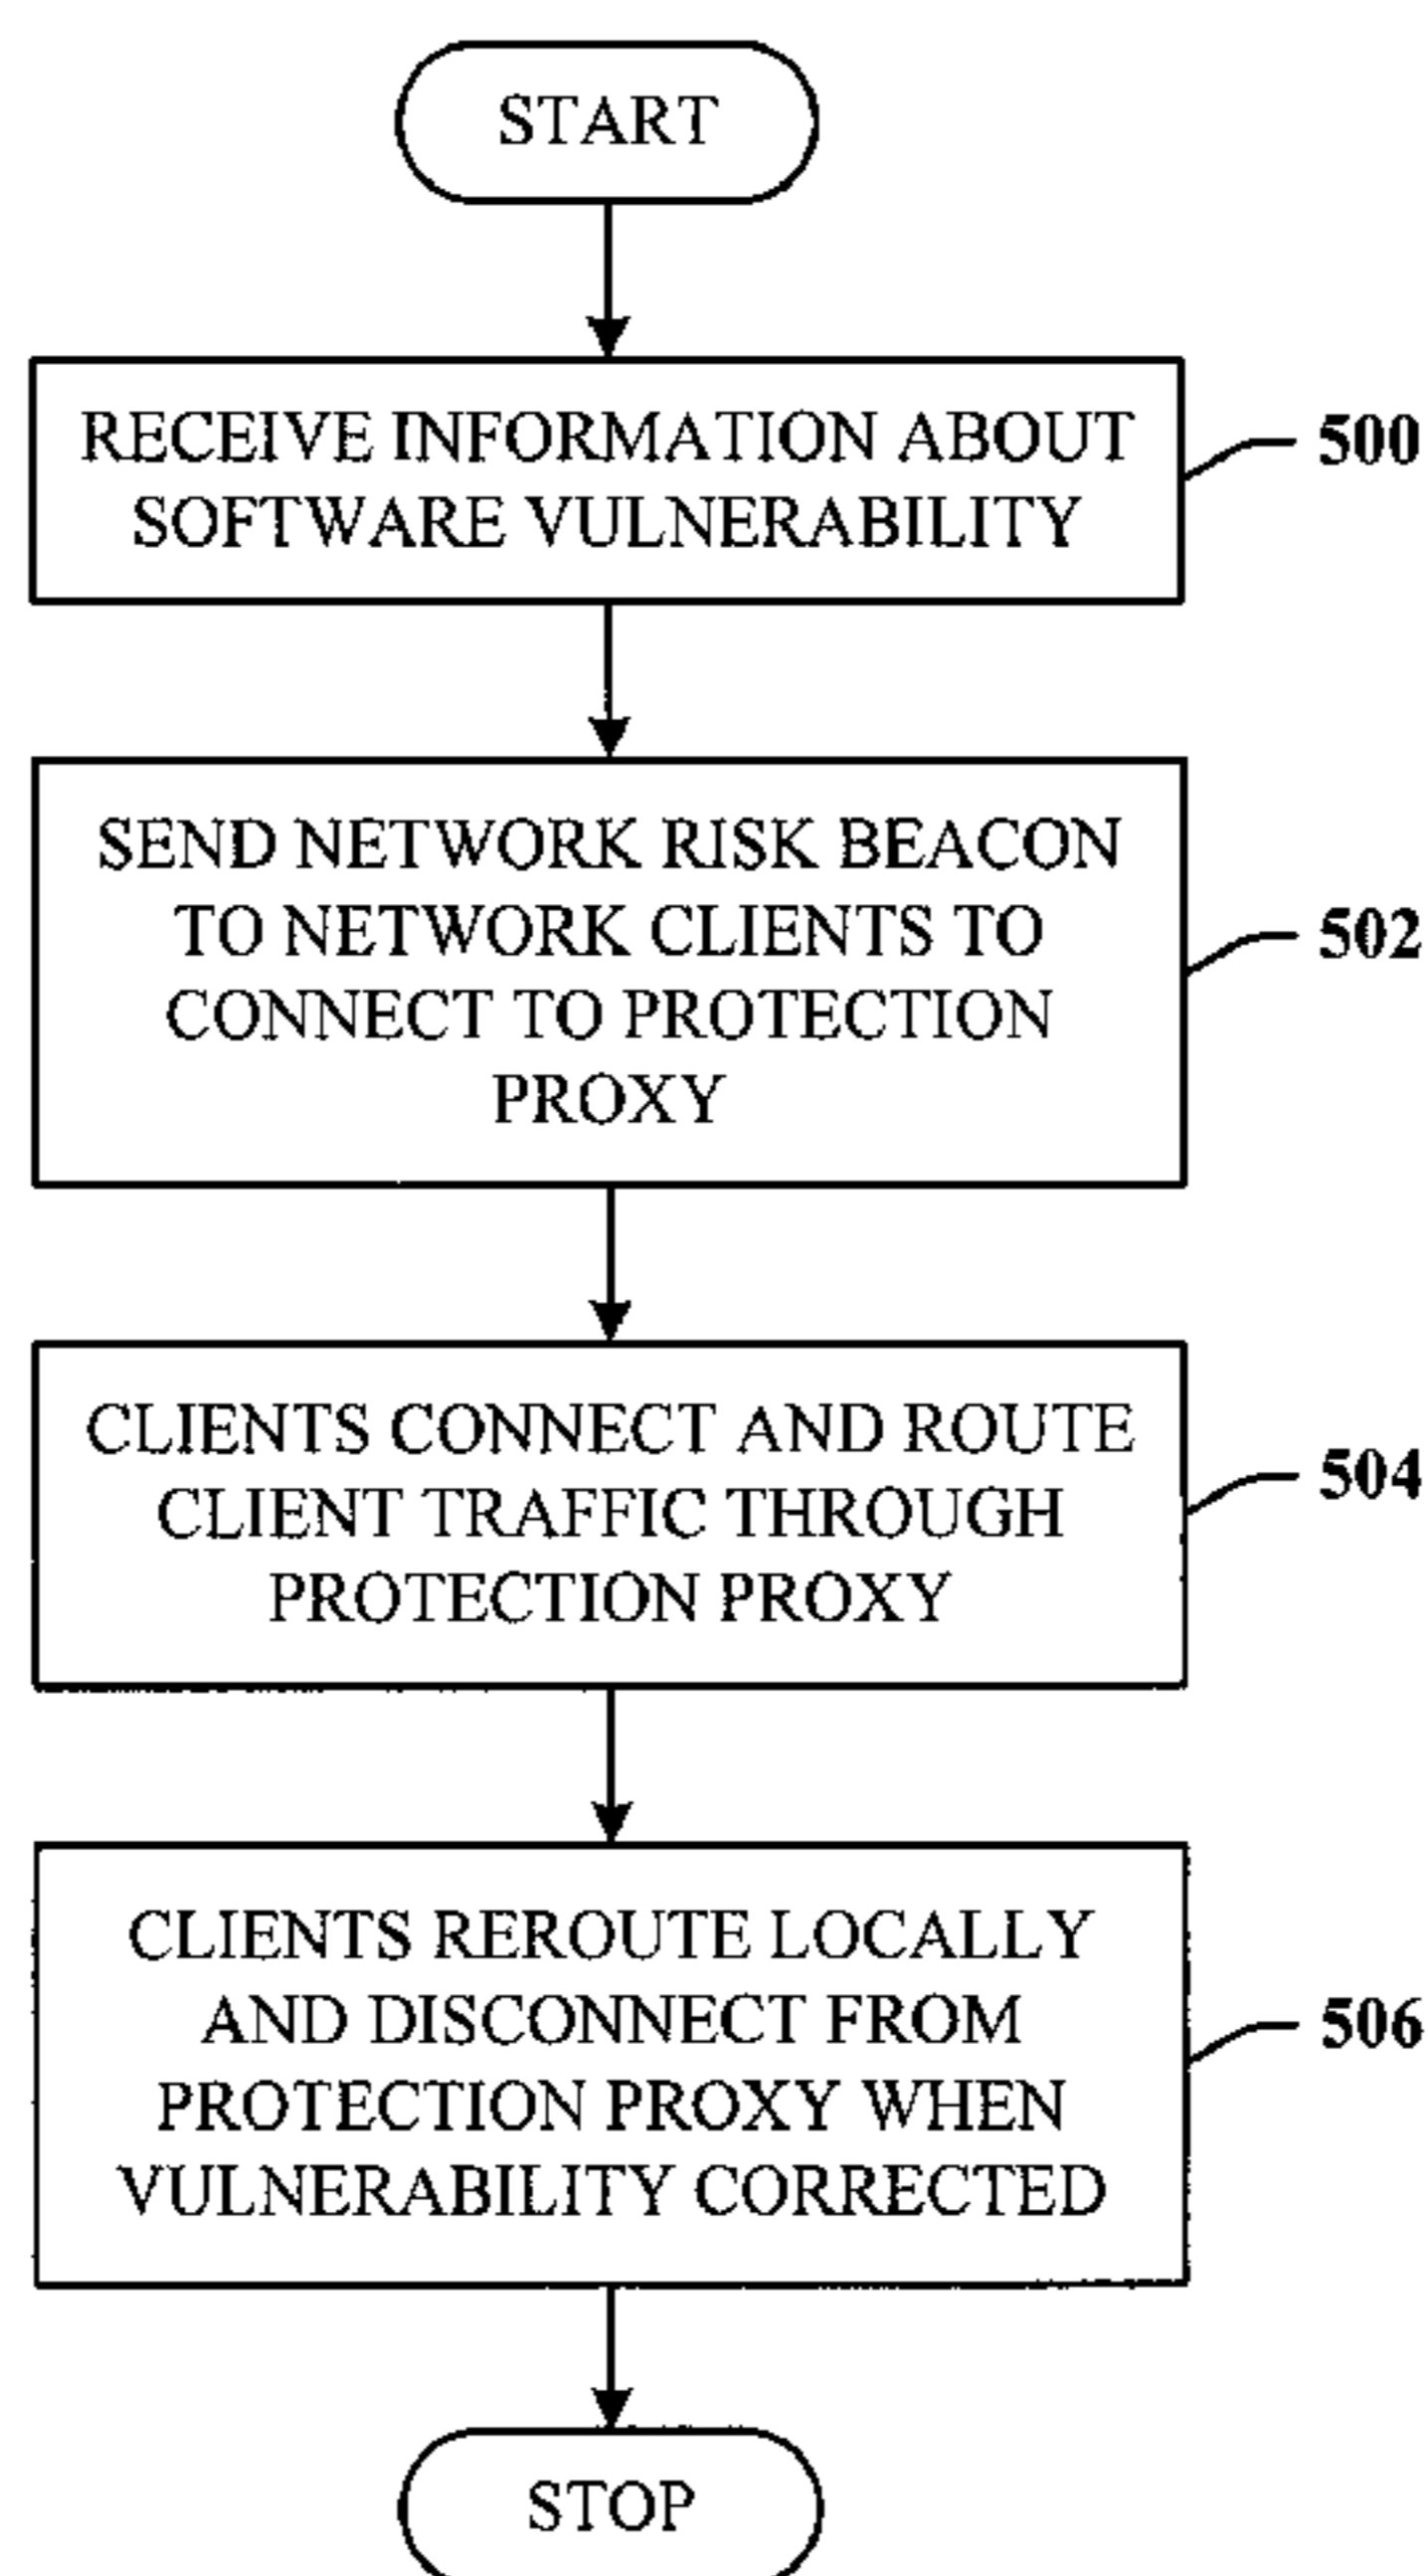 START
RECEIVE INFORMATION ABOUT
SOFTWARE VULNERABILITY
500
SEND NETWORK RISK BEACON
TO NETWORK CLIENTS TO
CONNECT TO PROTECTION
PROXY
502
CLIENTS CONNECT AND ROUTE
CLIENT TRAFFIC THROUGH
PROTECTION PROXY
504
CLIENTS REROUTE LOCALLY
AND DISCONNECT FROM
PROTECTION PROXY WHEN
VULNERABILITY CORRECTED
506
STOP